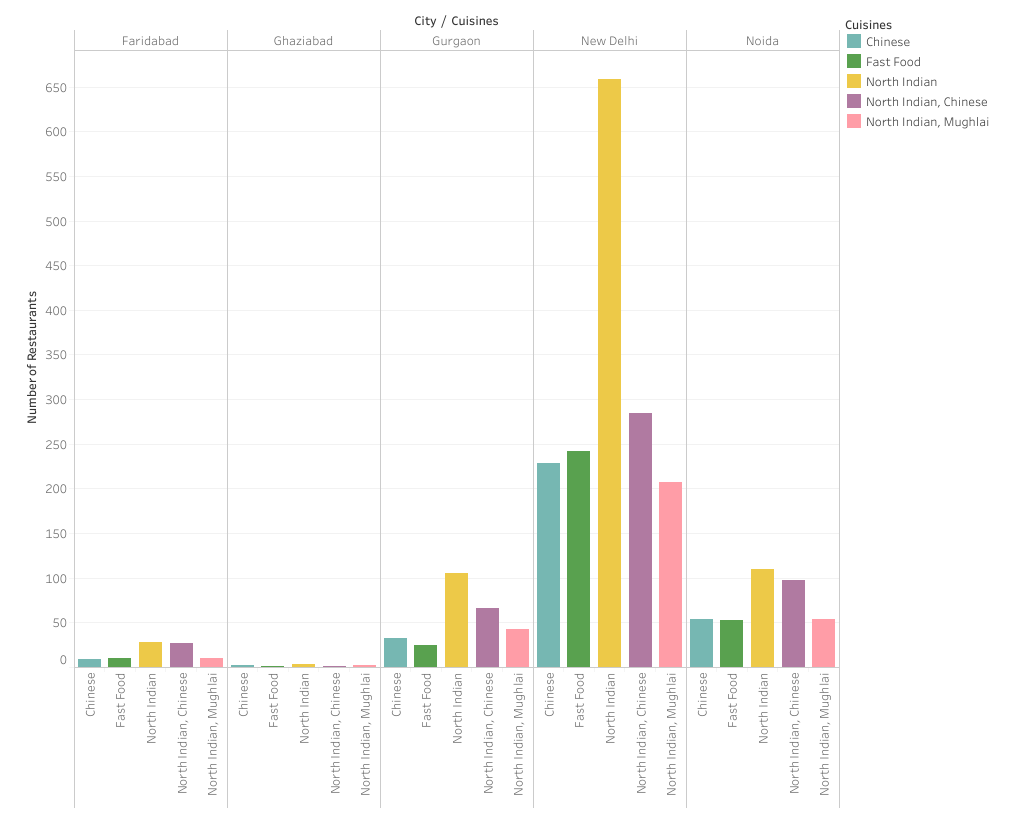 City / Cuisines
Faridabad
Ghaziabad
Gurgaon
New Delhi
Noida
Cuisines
Chinese
Fast Food
North Indian
North Indian, Chinese
North Indian, Mughlai
Number of Restaurants
650
600
550
500
450
400
350
300
250
200
150
100
50
0
Chinese
Fast Food
North Indian
North Indian, Chinese
North Indian, Mughlai
Chinese
Fast Food
North Indian
North Indian, Chinese
North Indian, Mughlai
Chinese
Fast Food
North Indian
North Indian, Chinese
North Indian, Mughlai
Chinese
Fast Food
North Indian
North Indian, Chinese
North Indian, Mughlai
Chinese
Fast Food
North Indian
North Indian, Chinese
North Indian, Mughlai